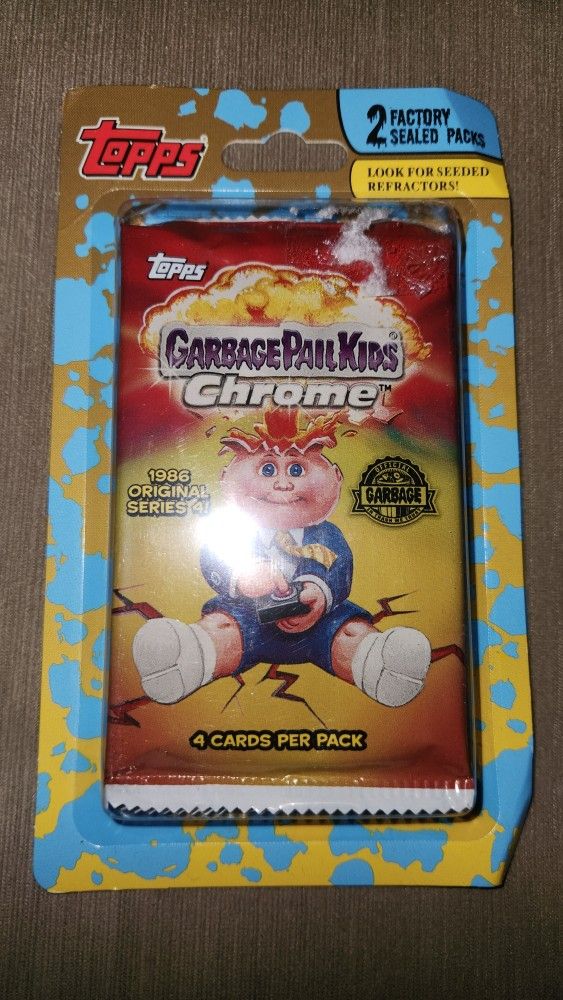 Topps
2 FACTORY
SEALED PACKS
LOOK FOR SEEDED
REFRACTORS!
Topps
GARBAGE PAIL KIDS®
Chrome™
1986
ORIGINAL
SERIES 4!
OFFICIAL
GARBAGE
4 CARDS PER PACK